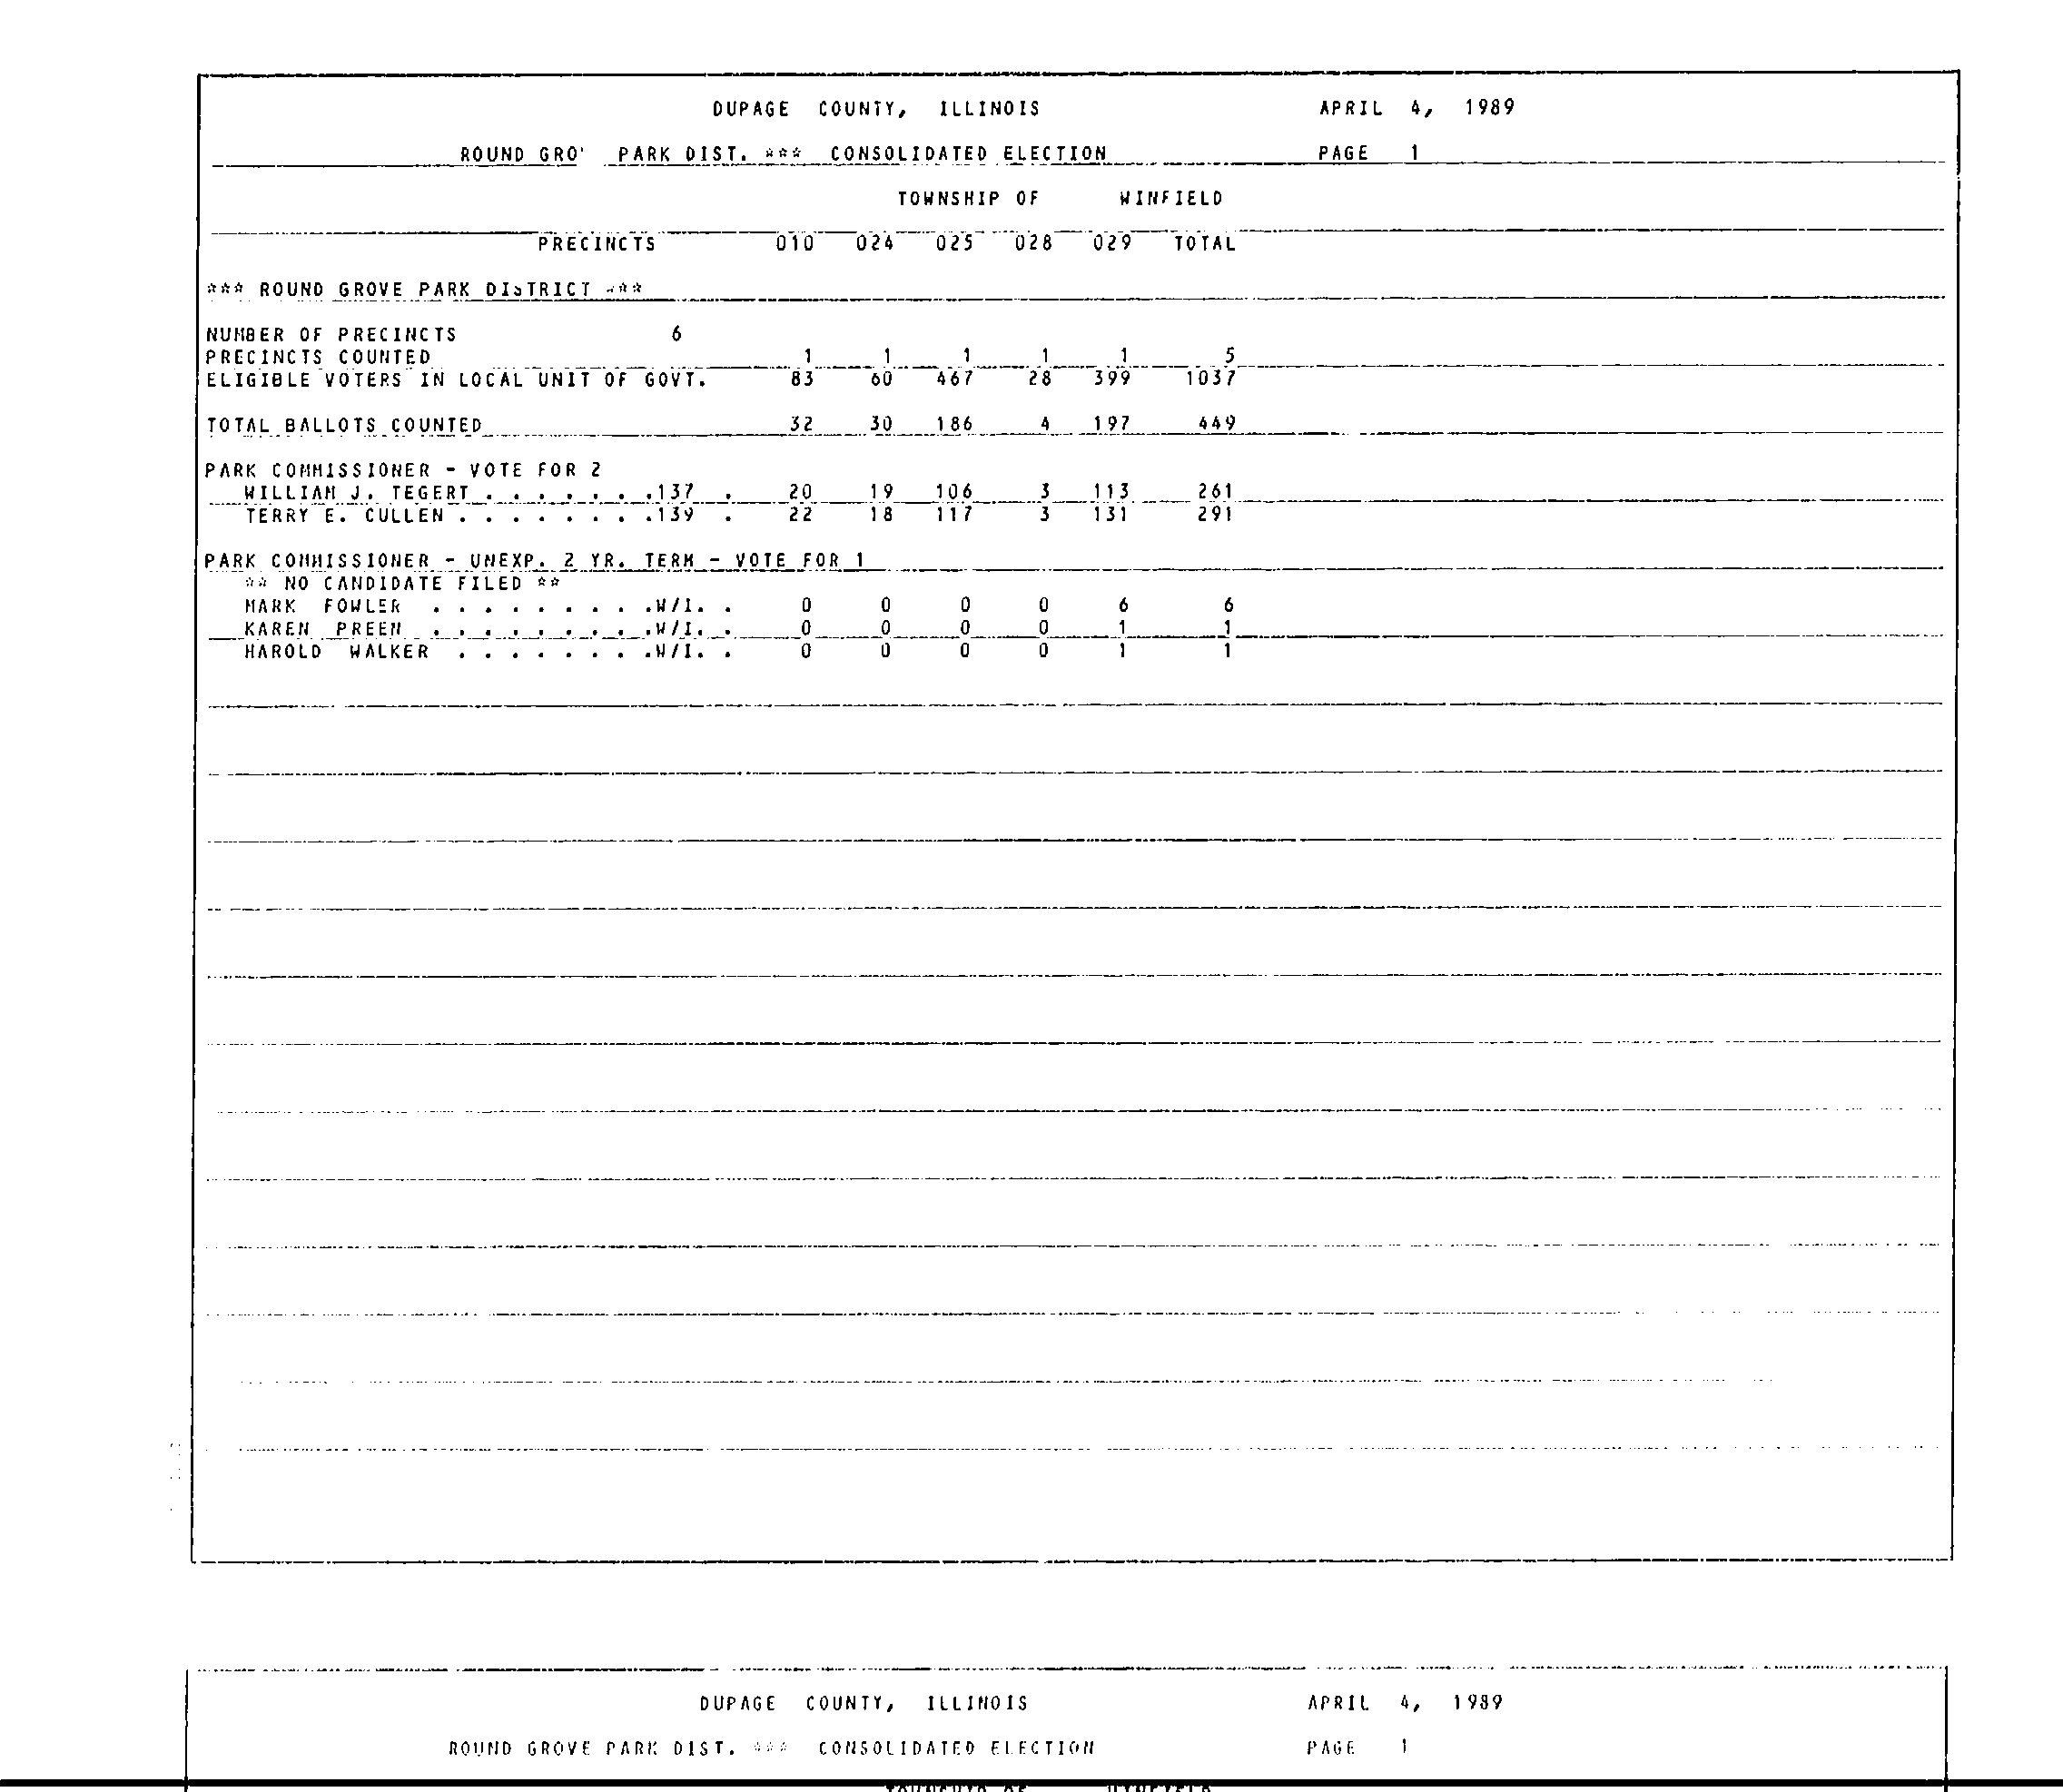 DUPAGE COUNTY, ILLINOIS APRIL 4, 1989
ROUND GRO' PARK DIST. *** CONSOLIDATED ELECTION PAGE 1
TOWNSHIP OF WINFIELD
PRECINCTS 010 024 025 028 029 TOTAL
*** ROUND GROVE PARK DISTRICT ***
NUMBER OF PRECINCTS 6
PRECINCTS COUNTED 1 1 1 1 1 5
ELIGIBLE VOTERS IN LOCAL UNIT OF GOVT. 83 60 467 28 399 1037
TOTAL BALLOTS COUNTED 32 30 186 4 197 449
PARK COMMISSIONER - VOTE FOR 2
WILLIAM J. TEGERT . . . . . . .137 . 20 19 106 3 113 261
TERRY E. CULLEN . . . . . . . .139 . 22 18 117 3 131 291
PARK COMMISSIONER - UNEXP. 2 YR. TERM - VOTE FOR 1
** NO CANDIDATE FILED **
MARK FOWLER . . . . . . . . .W/I. . 0 0 0 0 6 6
KAREN PREEN . . . . . . . . .W/I. . 0 0 0 0 1 1
HAROLD WALKER . . . . . . . .W/I. . 0 0 0 0 1 1
DUPAGE COUNTY, ILLINOIS APRIL 4, 1989
ROUND GROVE PARK DIST. *** CONSOLIDATED ELECTION PAGE 1
TOWNSHIP OF WINFIELD